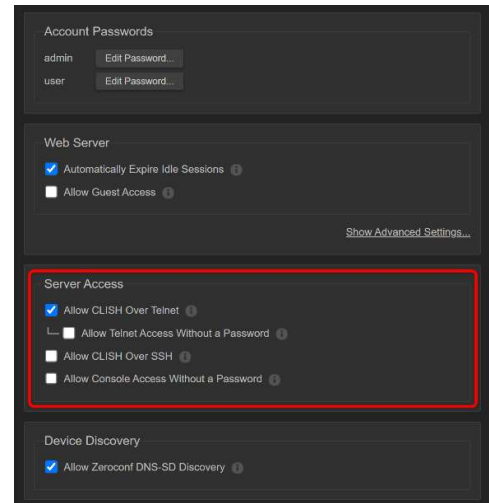 Account Passwords
admin Edit Password...
user Edit Password...
Web Server
Automatically Expire Idle Sessions
Allow Guest Access
Show Advanced Settings...
Server Access
Allow CLISH Over Telnet
Allow Telnet Access Without a Password
Allow CLISH Over SSH
Allow Console Access Without a Password
Device Discovery
Allow Zeroconf DNS-SD Discovery